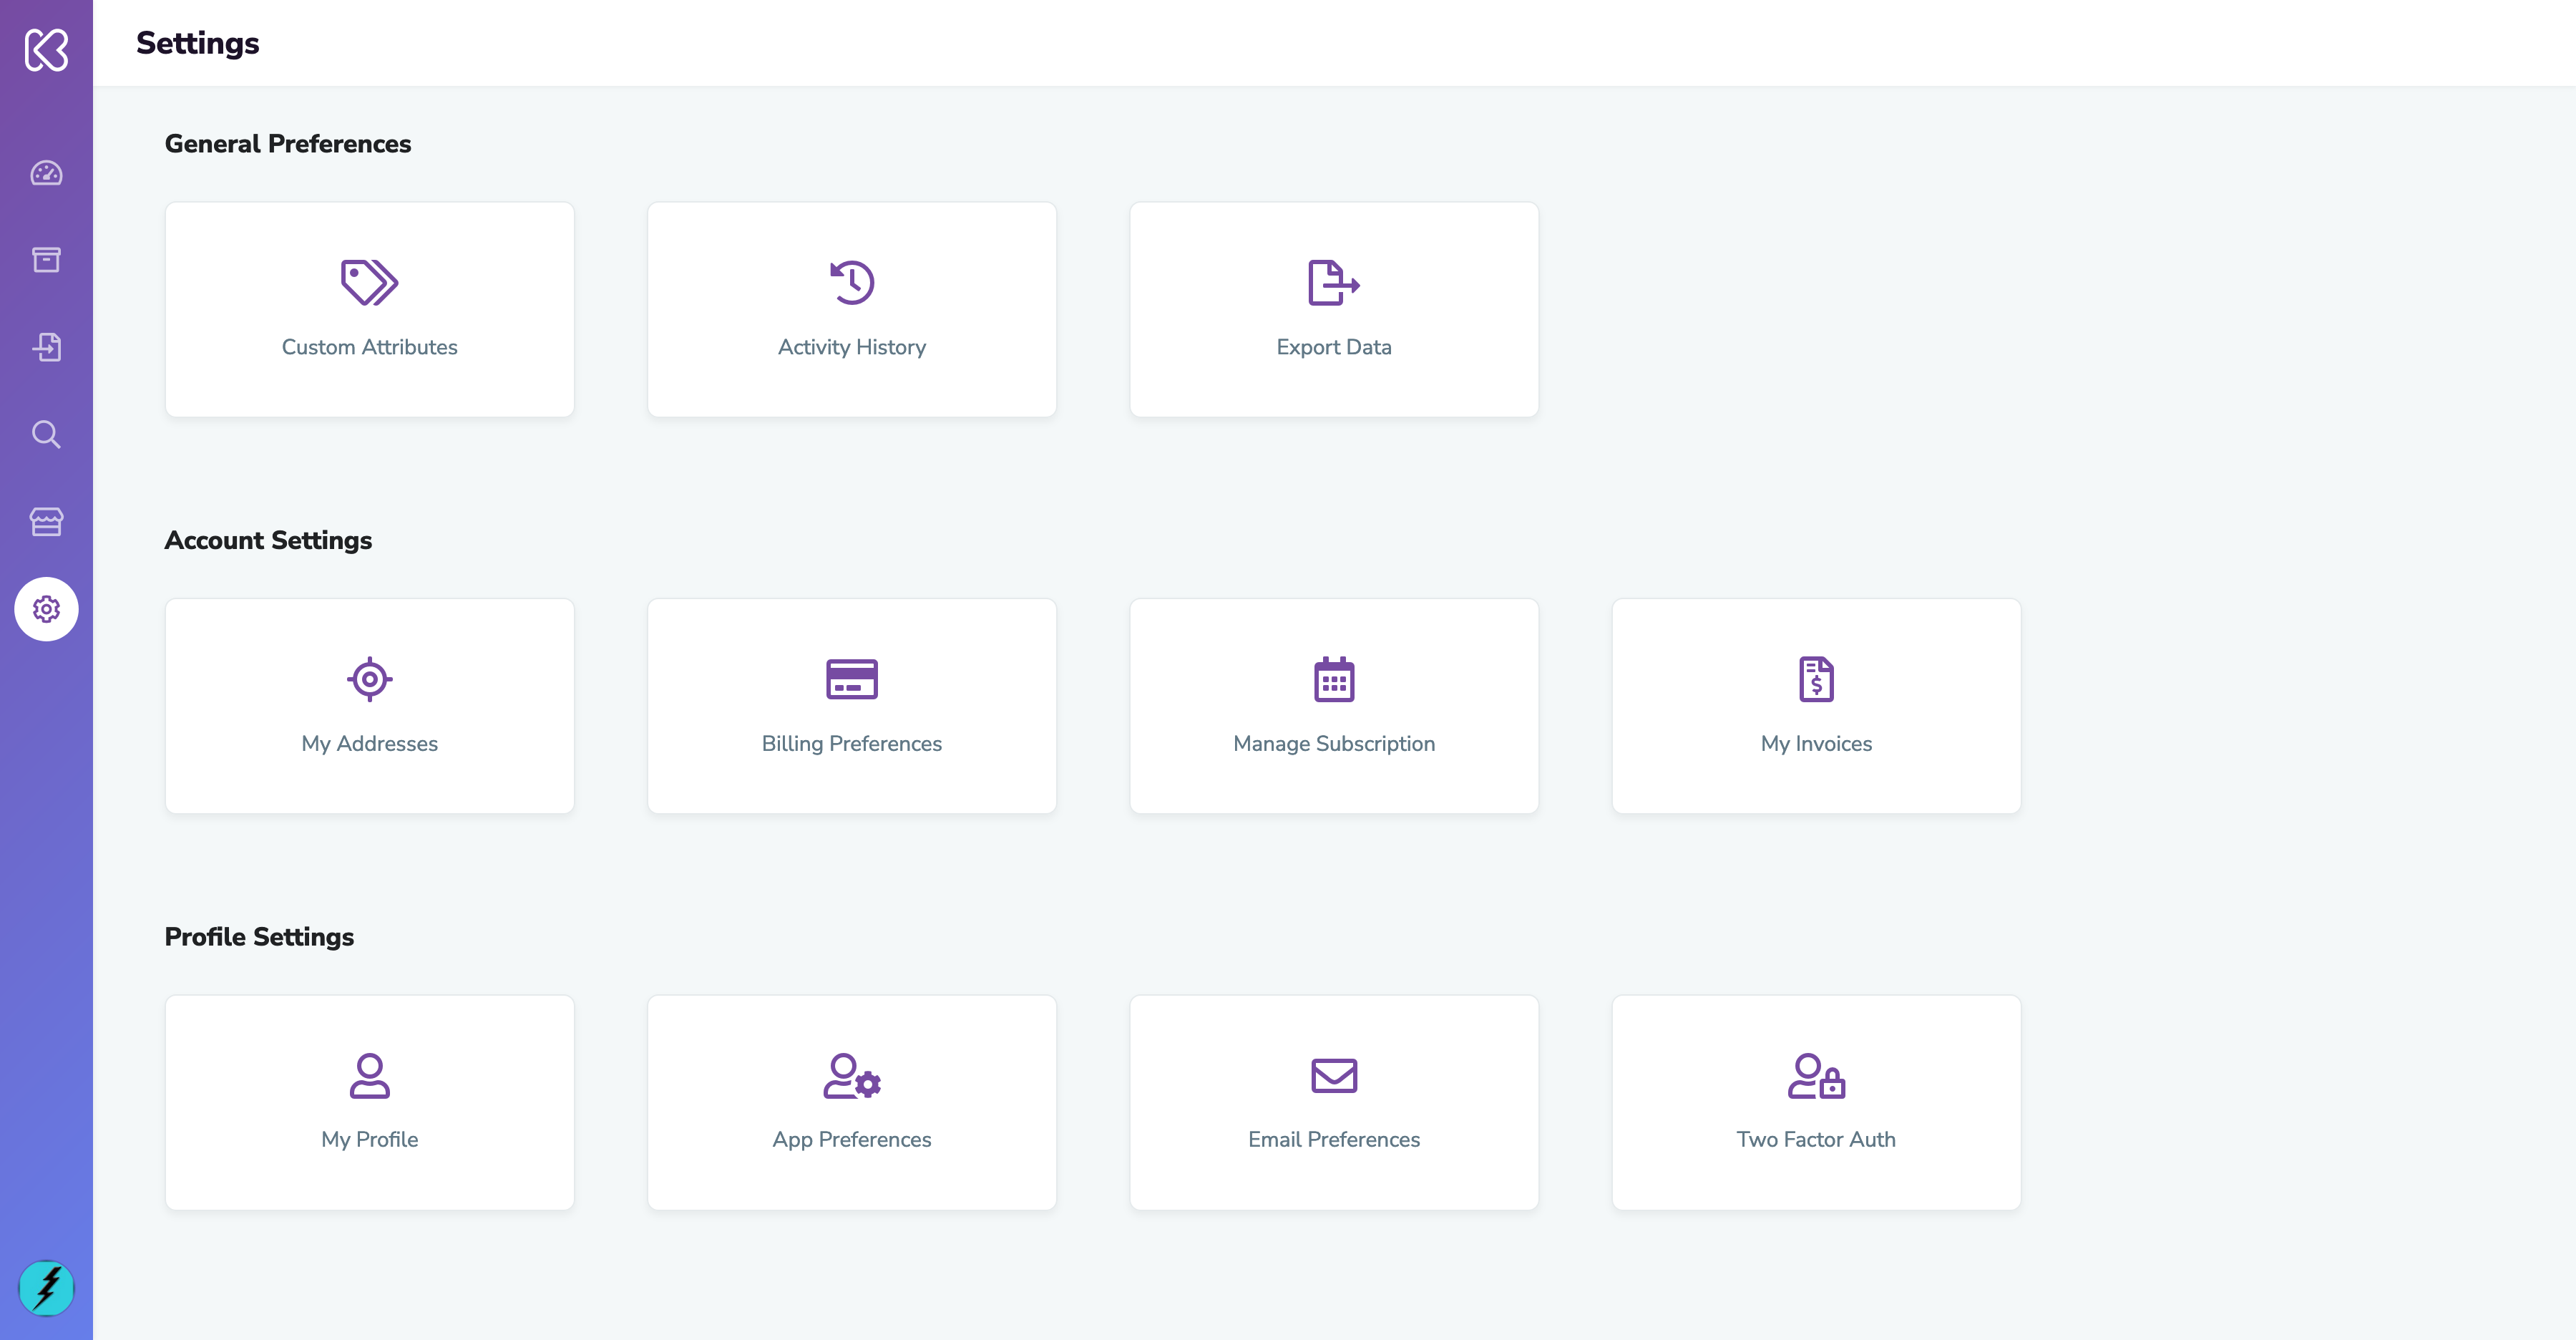 Settings
General Preferences
Custom Attributes
Activity History
Export Data
Account Settings
My Addresses
Billing Preferences
Manage Subscription
My Invoices
Profile Settings
My Profile
App Preferences
Email Preferences
Two Factor Auth